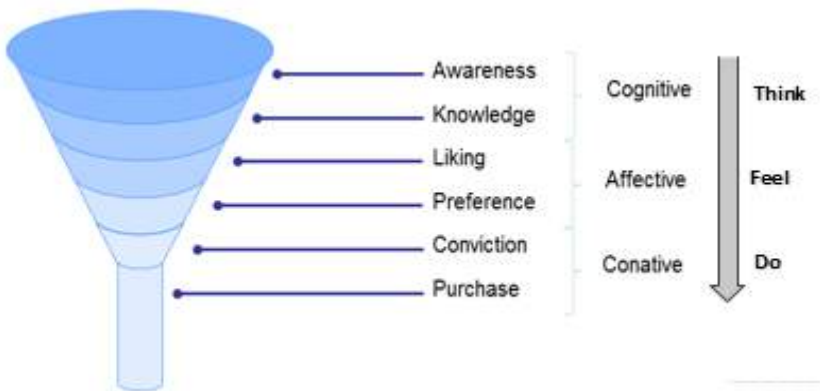 Awareness
Knowledge
Liking
Preference
Conviction
Purchase
Cognitive
Affective
Conative
Think
Feel
Do